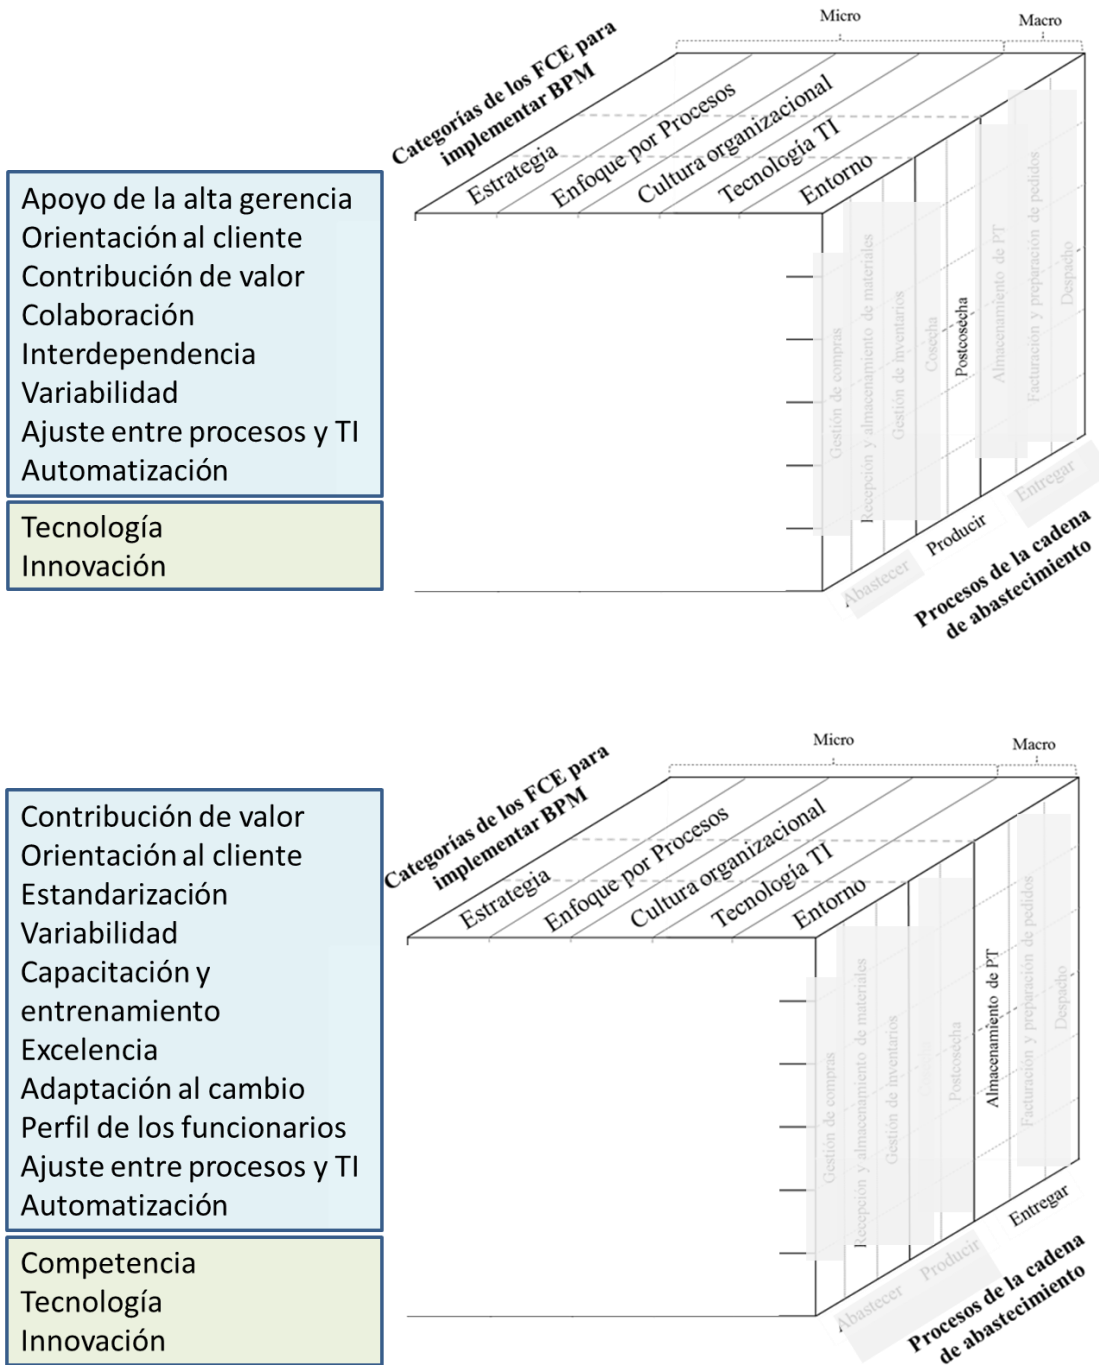 Micro
Macro
Categorías de los FCE para
implementar BPM
Estrategia
Enfoque por Procesos
Cultura organizacional
Tecnología TI
Entorno
Apoyo de la alta gerencia
Orientación al cliente
Contribución de valor
Colaboración
Interdependencia
Variabilidad
Ajuste entre procesos y TI
Automatización
Tecnología
Innovación
Gestión de compras
Recepción y almacenamiento de materiales
Gestión de inventarios
Cosecha
Postcosecha
Almacenamiento de PT
Facturación y preparación de pedidos
Despacho
Abastecer
Producir
Entregar
Procesos de la cadena
de abastecimiento
Micro
Macro
Categorías de los FCE para
implementar BPM
Estrategia
Enfoque por Procesos
Cultura organizacional
Tecnología TI
Entorno
Contribución de valor
Orientación al cliente
Estandarización
Variabilidad
Capacitación y
entrenamiento
Excelencia
Adaptación al cambio
Perfil de los funcionarios
Ajuste entre procesos y TI
Automatización
Competencia
Tecnología
Innovación
Gestión de compras
Recepción y almacenamiento de materiales
Gestión de inventarios
Postcosecha
Almacenamiento de PT
Facturación y preparación de pedidos
Despacho
Abastecer
Producir
Entregar
Procesos de la cadena
de abastecimiento